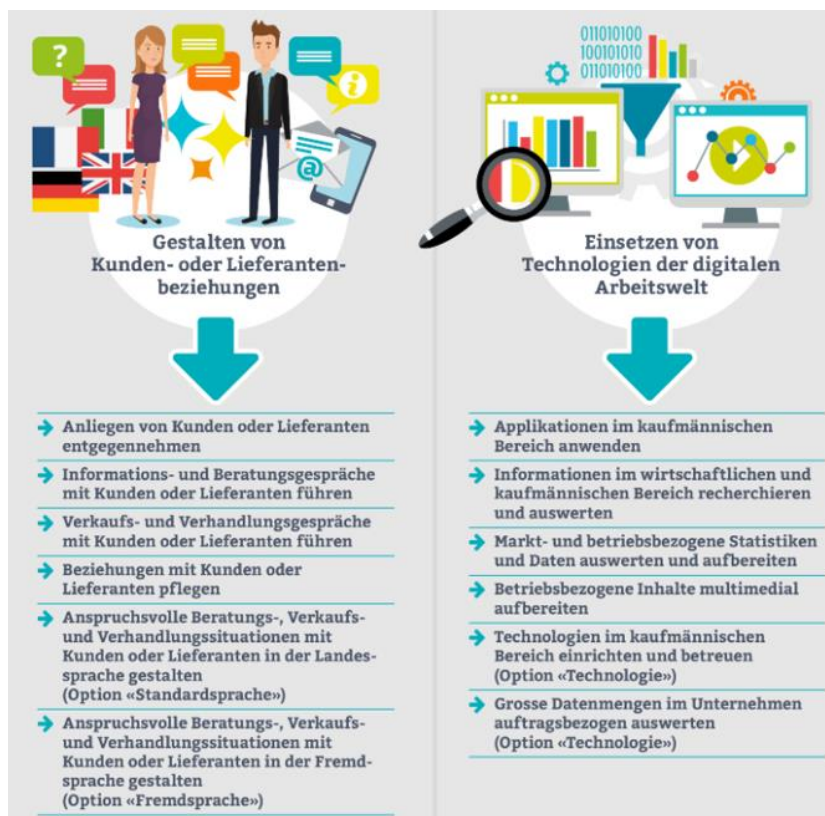 ?
i
@
Gestalten von
Kunden- oder Lieferanten-
beziehungen
Anliegen von Kunden oder Lieferanten
entgegennehmen
Informations- und Beratungsgespräche
mit Kunden oder Lieferanten führen
Verkaufs- und Verhandlungsgespräche
mit Kunden oder Lieferanten führen
Beziehungen mit Kunden oder
Lieferanten pflegen
Anspruchsvolle Beratungs-, Verkaufs-
und Verhandlungssituationen mit
Kunden oder Lieferanten in der Landes-
sprache gestalten
(Option «Standardsprache»)
Anspruchsvolle Beratungs-, Verkaufs-
und Verhandlungssituationen mit
Kunden oder Lieferanten in der Fremd-
sprache gestalten
(Option «Fremdsprache»)
011010100
100101010
011010100
Einsetzen von
Technologien der digitalen
Arbeitswelt
Applikationen im kaufmännischen
Bereich anwenden
Informationen im wirtschaftlichen und
kaufmännischen Bereich recherchieren
und auswerten
Markt- und betriebsbezogene Statistiken
und Daten auswerten und aufbereiten
Betriebsbezogene Inhalte multimedial
aufbereiten
Technologien im kaufmännischen
Bereich einrichten und betreuen
(Option «Technologie»)
Grosse Datenmengen im Unternehmen
auftragsbezogen auswerten
(Option «Technologie»)